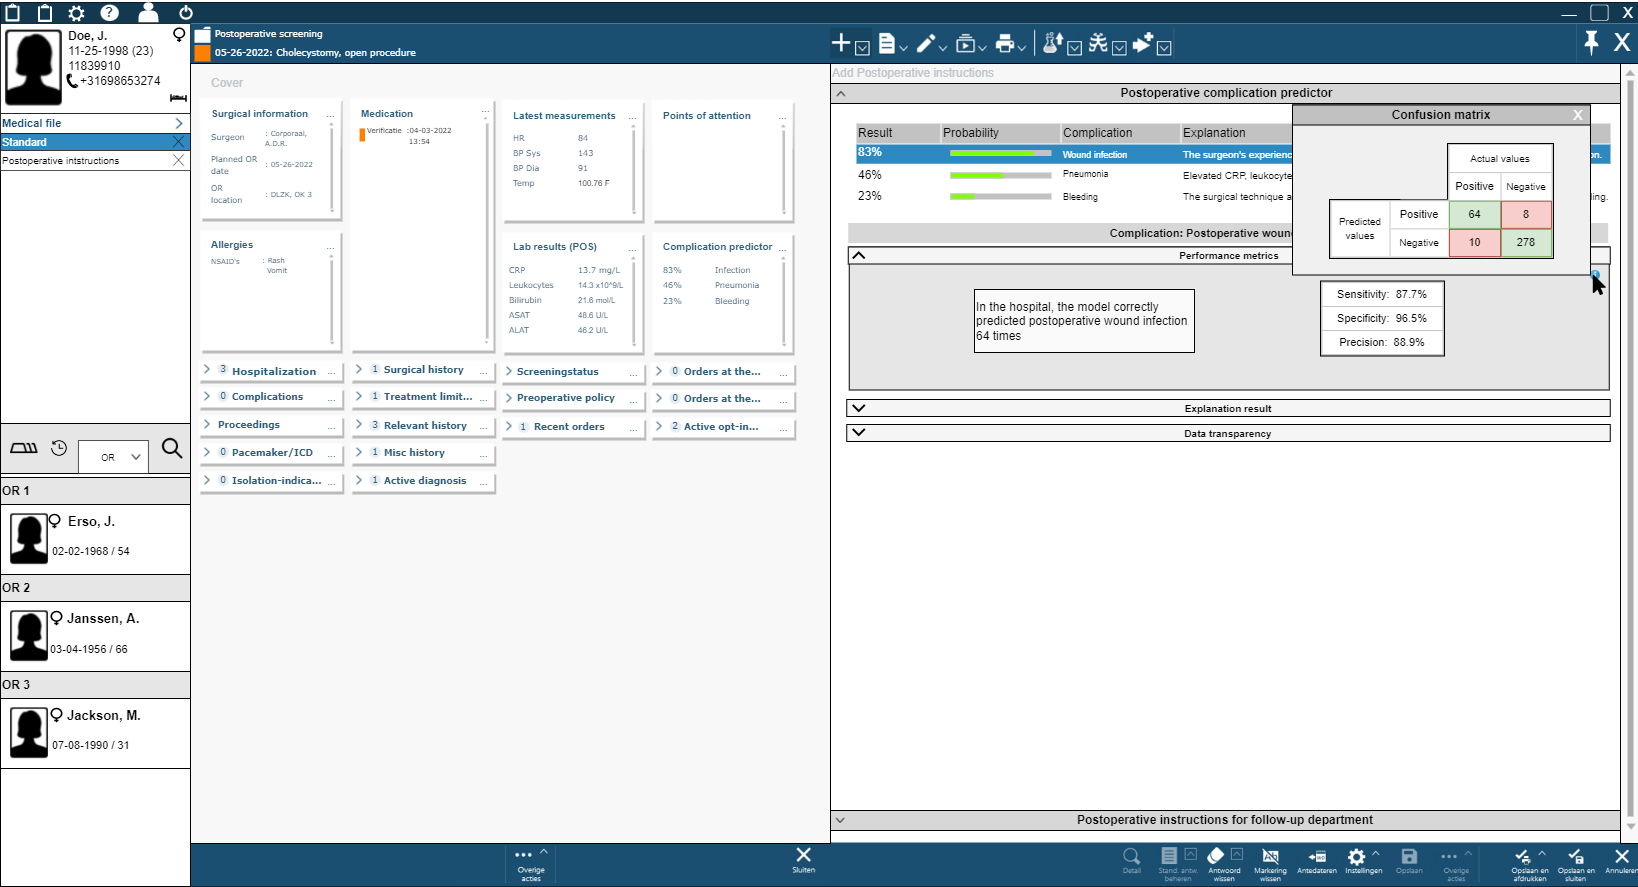 Doe, J.
11-25-1998 (23)
11839910
+31698653274
Medical file
Standard
Postoperative intstructions
OR
OR 1
Erso, J.
02-02-1968 / 54
OR 2
Janssen, A.
03-04-1956 / 66
OR 3
Jackson, M.
07-08-1990 / 31
Postoperative screening
05-26-2022: Cholecystomy, open procedure
Cover
Surgical information ...
Surgeon : Corporaal, A.D.R.
Planned OR date : 05-26-2022
OR location : DLZK, OK 3
Medication ...
Verificatie :04-03-2022
13:54
Latest measurements ...
HR 84
BP Sys 143
BP Dia 91
Temp 100.76 F
Points of attention ...
Allergies ...
NSAID's : Rash
Vomit
Lab results (POS) ...
CRP 13.7 mg/L
Leukocytes 14.3 x10^9/L
Bilirubin 21.6 mol/L
ASAT 48.6 U/L
ALAT 46.2 U/L
Complication predictor ...
83% Infection
46% Pneumonia
23% Bleeding
3 Hospitalization ...
1 Surgical history ...
Screeningstatus ...
0 Orders at the... ...
0 Complications ...
1 Treatment limit... ...
Preoperative policy ...
0 Orders at the... ...
Proceedings ...
3 Relevant history ...
1 Recent orders ...
2 Active opt-in... ...
0 Pacemaker/ICD ...
1 Misc history ...
0 Isolation-indica... ...
1 Active diagnosis ...
Overige acties
Sluiten
X
Add Postoperative instructions
Postoperative complication predictor
Result Probability Complication Explanation
83% Wound infection The surgeon's experienc on.
46% Pneumonia Elevated CRP, leukocyte
23% Bleeding The surgical technique a ing.
Complication: Postoperative woun
Performance metrics
Confusion matrix X
Actual values
Positive Negative
Predicted values
Positive 64 8
Negative 10 278
In the hospital, the model correctly
predicted postoperative wound infection
64 times
Sensitivity: 87.7%
Specificity: 96.5%
Precision: 88.9%
Explanation result
Data transparency
Postoperative instructions for follow-up department
Detail
Stand. antw. beheren
Antwoord wissen
Markering wissen
Antedateren
Instellingen
Opslaan
Overige acties
Opslaan en afdrukken
Opslaan en sluiten
Annuleren